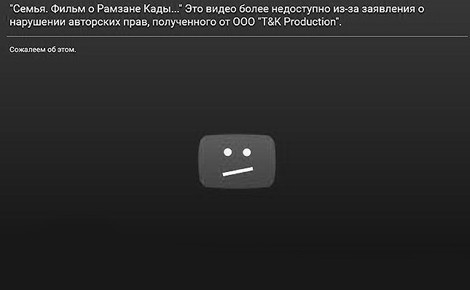 "Семья. Фильм о Рамзане Кады..." Это видео более недоступно из-за заявления о
нарушении авторских прав, полученного от ООО "T&K Production".
Сожалеем об этом.